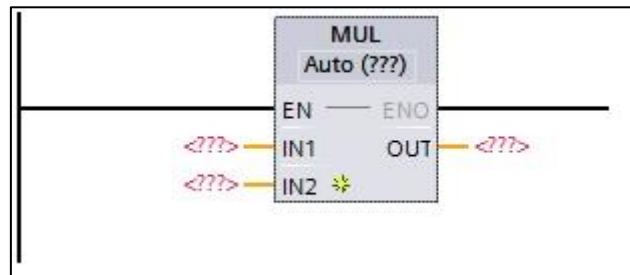 MUL
Auto (???)
EN ENO
<???> IN1 OUT <???>
<???> IN2